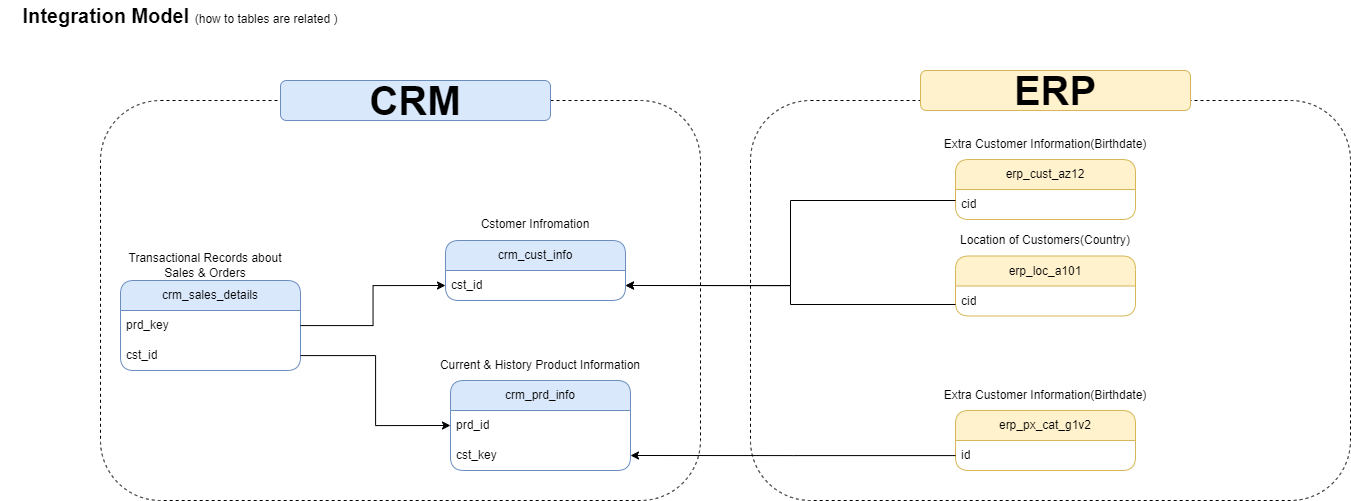 Integration Model (how to tables are related )
CRM
ERP
Extra Customer Information(Birthdate)
erp_cust_az12
cid
Location of Customers(Country)
erp_loc_a101
cid
Cstomer Infromation
crm_cust_info
cst_id
Transactional Records about
Sales & Orders
crm_sales_details
prd_key
cst_id
Current & History Product Information
crm_prd_info
prd_id
cst_key
Extra Customer Information(Birthdate)
erp_px_cat_g1v2
id